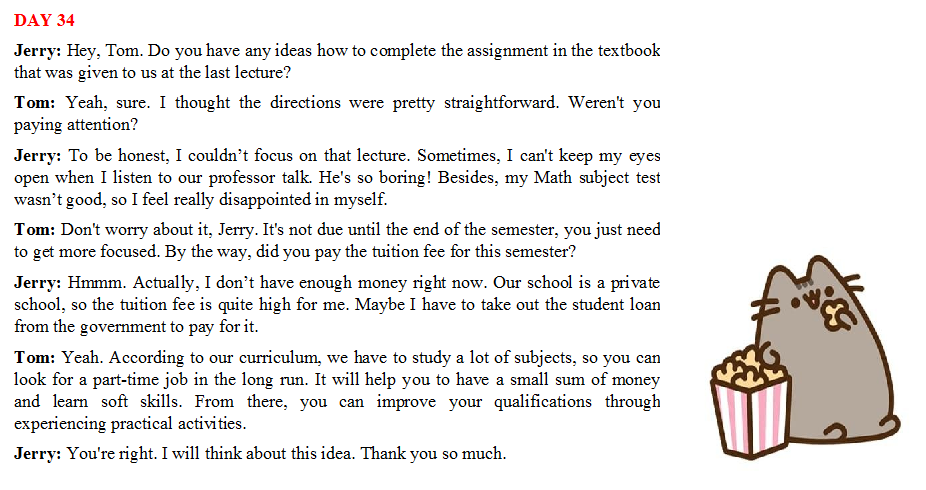 DAY 34
Jerry: Hey, Tom. Do you have any ideas how to complete the assignment in the textbook
that was given to us at the last lecture?
Tom: Yeah, sure. I thought the directions were pretty straightforward. Weren't you
paying attention?
Jerry: To be honest, I couldn’t focus on that lecture. Sometimes, I can't keep my eyes
open when I listen to our professor talk. He's so boring! Besides, my Math subject test
wasn’t good, so I feel really disappointed in myself.
Tom: Don't worry about it, Jerry. It's not due until the end of the semester, you just need
to get more focused. By the way, did you pay the tuition fee for this semester?
Jerry: Hmmm. Actually, I don’t have enough money right now. Our school is a private
school, so the tuition fee is quite high for me. Maybe I have to take out the student loan
from the government to pay for it.
Tom: Yeah. According to our curriculum, we have to study a lot of subjects, so you can
look for a part-time job in the long run. It will help you to have a small sum of money
and learn soft skills. From there, you can improve your qualifications through
experiencing practical activities.
Jerry: You're right. I will think about this idea. Thank you so much.